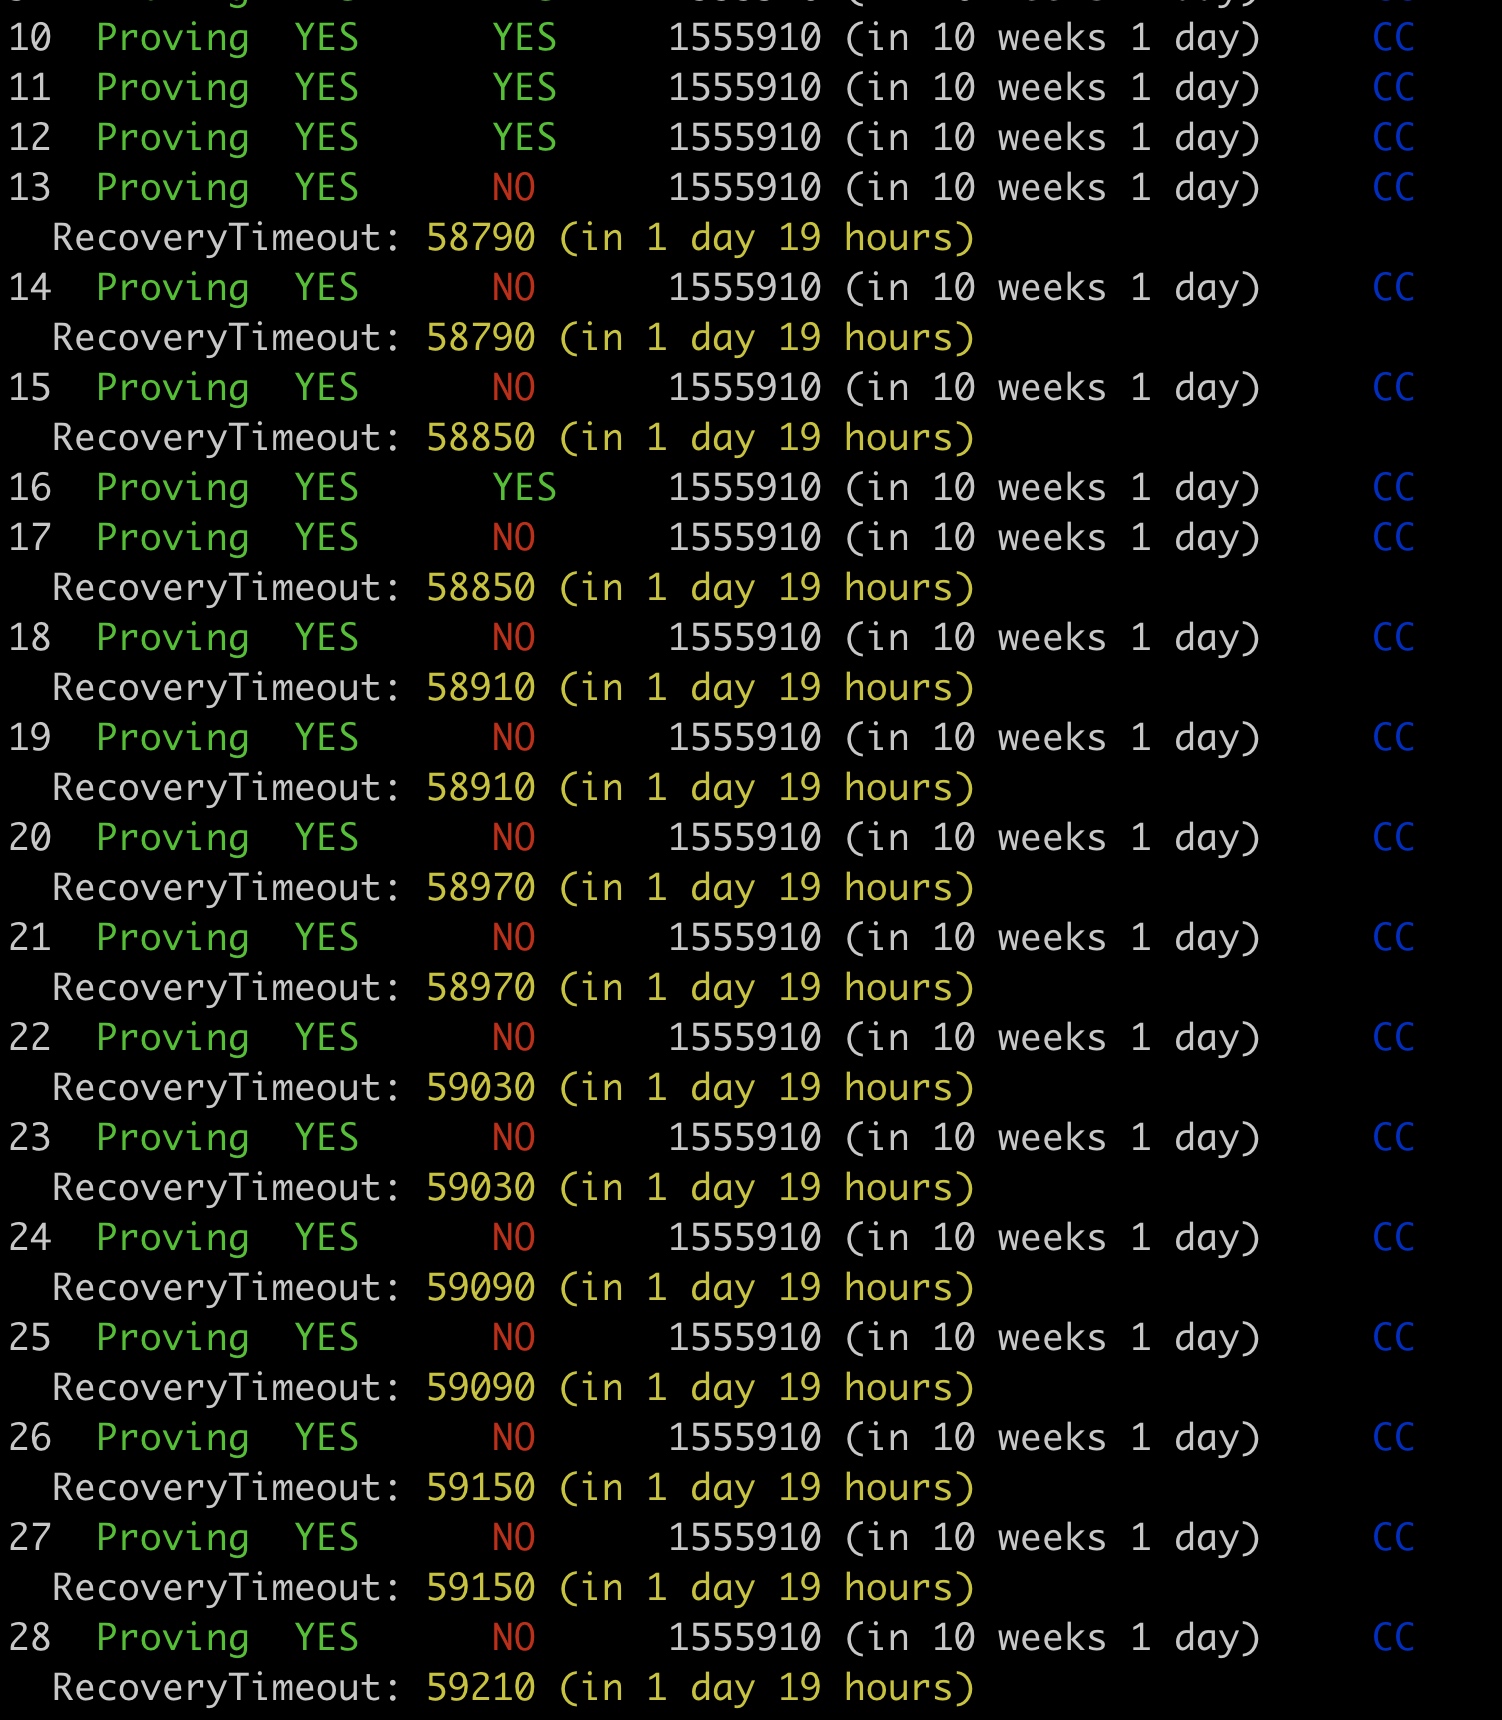 10  Proving  YES      YES     1555910 (in 10 weeks 1 day)     CC
11  Proving  YES      YES     1555910 (in 10 weeks 1 day)     CC
12  Proving  YES      YES     1555910 (in 10 weeks 1 day)     CC
13  Proving  YES      NO      1555910 (in 10 weeks 1 day)     CC
  RecoveryTimeout: 58790 (in 1 day 19 hours)
14  Proving  YES      NO      1555910 (in 10 weeks 1 day)     CC
  RecoveryTimeout: 58790 (in 1 day 19 hours)
15  Proving  YES      NO      1555910 (in 10 weeks 1 day)     CC
  RecoveryTimeout: 58850 (in 1 day 19 hours)
16  Proving  YES      YES     1555910 (in 10 weeks 1 day)     CC
17  Proving  YES      NO      1555910 (in 10 weeks 1 day)     CC
  RecoveryTimeout: 58850 (in 1 day 19 hours)
18  Proving  YES      NO      1555910 (in 10 weeks 1 day)     CC
  RecoveryTimeout: 58910 (in 1 day 19 hours)
19  Proving  YES      NO      1555910 (in 10 weeks 1 day)     CC
  RecoveryTimeout: 58910 (in 1 day 19 hours)
20  Proving  YES      NO      1555910 (in 10 weeks 1 day)     CC
  RecoveryTimeout: 58970 (in 1 day 19 hours)
21  Proving  YES      NO      1555910 (in 10 weeks 1 day)     CC
  RecoveryTimeout: 58970 (in 1 day 19 hours)
22  Proving  YES      NO      1555910 (in 10 weeks 1 day)     CC
  RecoveryTimeout: 59030 (in 1 day 19 hours)
23  Proving  YES      NO      1555910 (in 10 weeks 1 day)     CC
  RecoveryTimeout: 59030 (in 1 day 19 hours)
24  Proving  YES      NO      1555910 (in 10 weeks 1 day)     CC
  RecoveryTimeout: 59090 (in 1 day 19 hours)
25  Proving  YES      NO      1555910 (in 10 weeks 1 day)     CC
  RecoveryTimeout: 59090 (in 1 day 19 hours)
26  Proving  YES      NO      1555910 (in 10 weeks 1 day)     CC
  RecoveryTimeout: 59150 (in 1 day 19 hours)
27  Proving  YES      NO      1555910 (in 10 weeks 1 day)     CC
  RecoveryTimeout: 59150 (in 1 day 19 hours)
28  Proving  YES      NO      1555910 (in 10 weeks 1 day)     CC
  RecoveryTimeout: 59210 (in 1 day 19 hours)